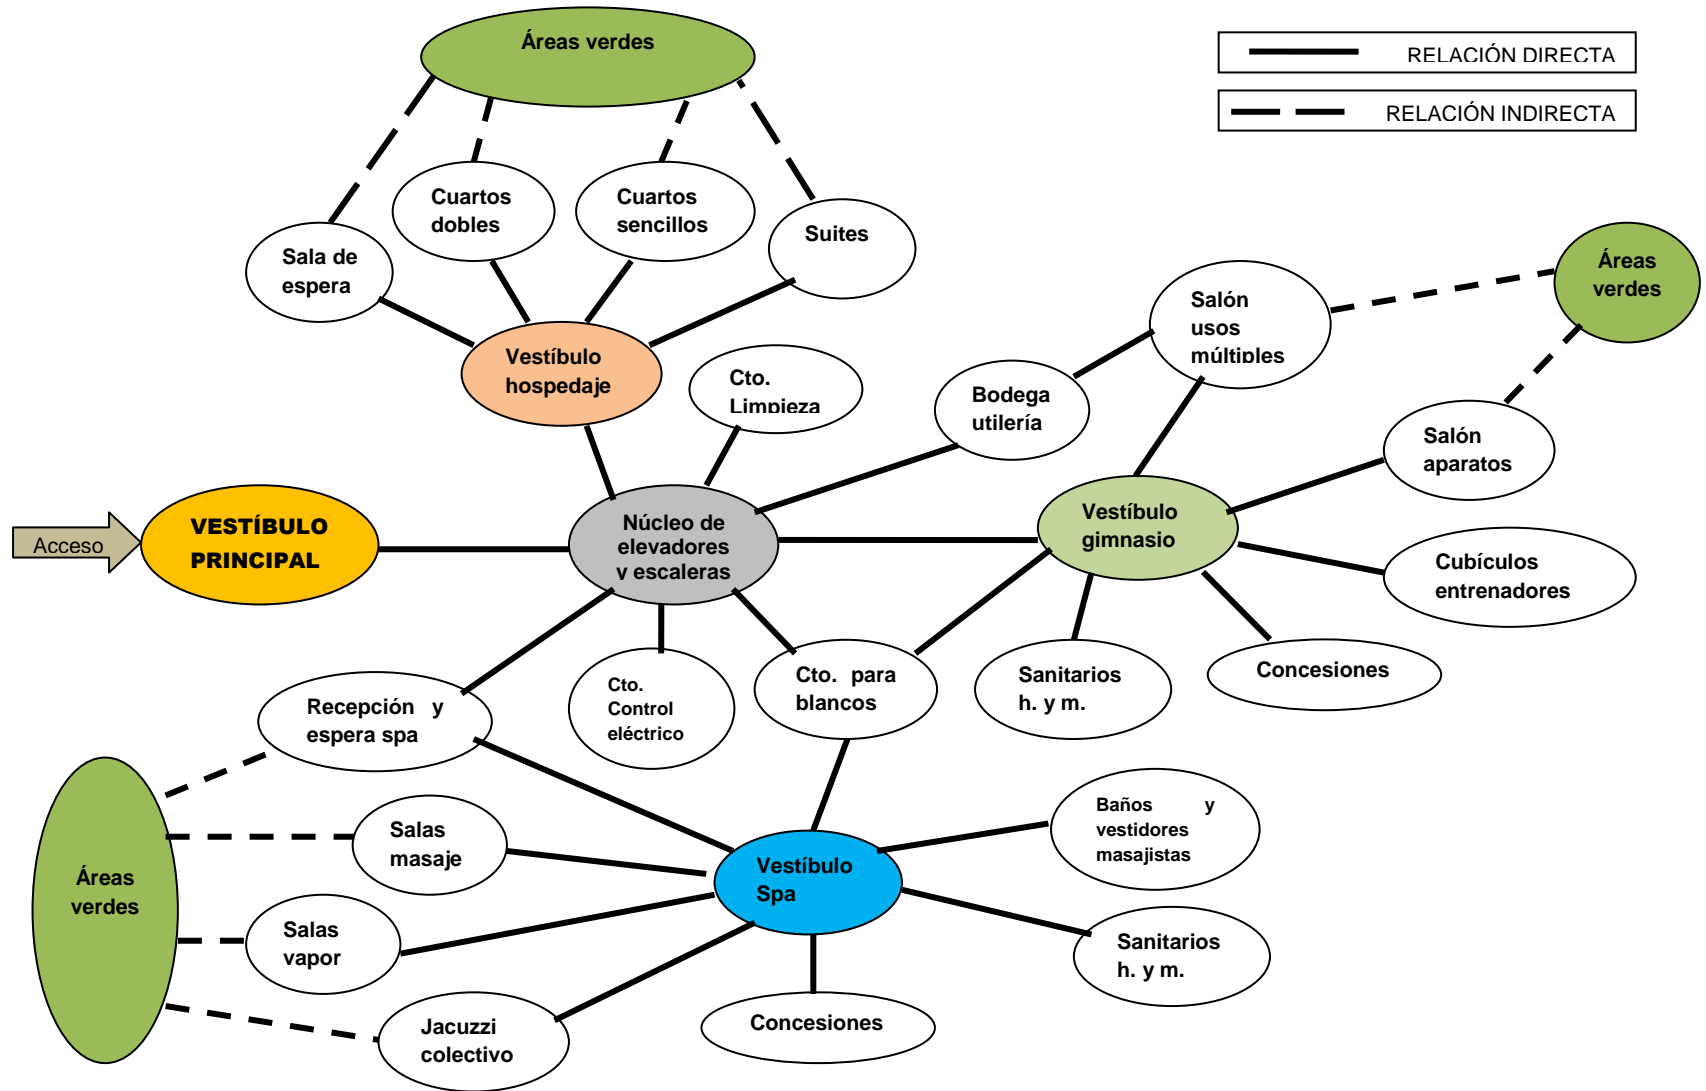 Áreas verdes
RELACIÓN DIRECTA
RELACIÓN INDIRECTA
Cuartos
dobles
Cuartos
sencillos
Suites
Sala de
espera
Áreas
verdes
Salón
usos
múltiples
Vestíbulo
hospedaje
Cto.
Limpieza
Bodega
utilería
Salón
aparatos
Acceso
VESTÍBULO
PRINCIPAL
Núcleo de
elevadores
y escaleras
Vestíbulo
gimnasio
Cubículos
entrenadores
Recepción y
espera spa
Cto.
Control
eléctrico
Cto. para
blancos
Sanitarios
h. y m.
Concesiones
Áreas
verdes
Salas
masaje
Vestíbulo
Spa
Baños y
vestidores
masajistas
Salas
vapor
Sanitarios
h. y m.
Jacuzzi
colectivo
Concesiones